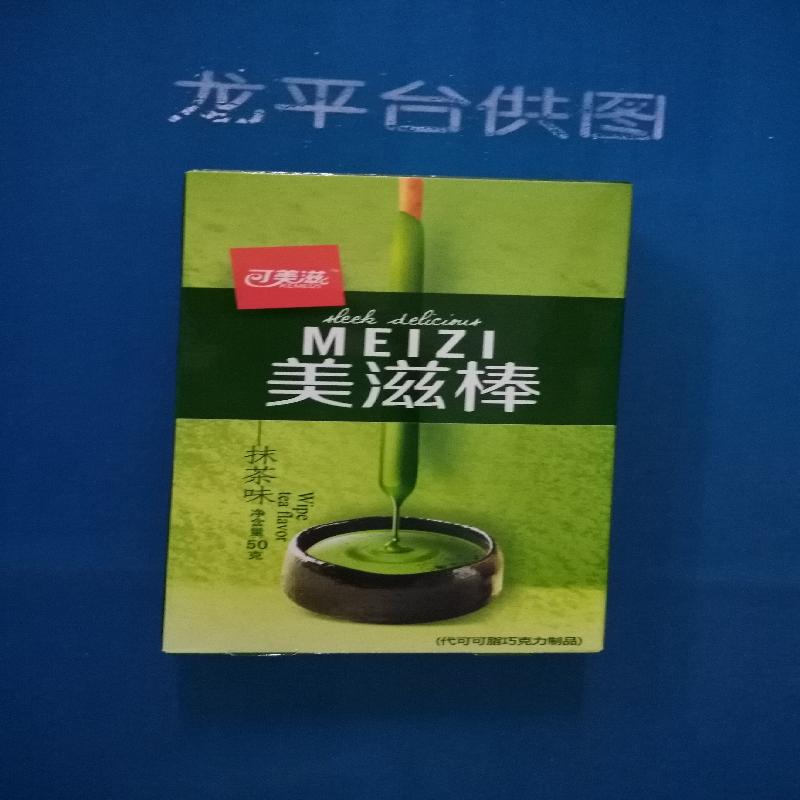 龙平台供图
可美滋
KEMEIZI
sleek delicious
MEIZI
美滋棒
抹茶味
Wipe
tea flavor
净含量50克
(代可可脂巧克力制品)